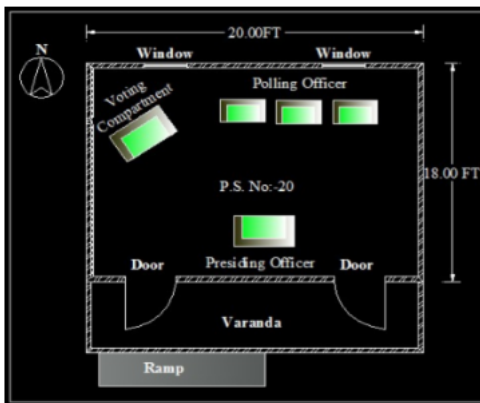 20.00FT
N
Window
Window
Voting
Compartment
Polling Officer
18.00 FT
P.S. No:-20
Door
Presiding Officer
Door
Varanda
Ramp